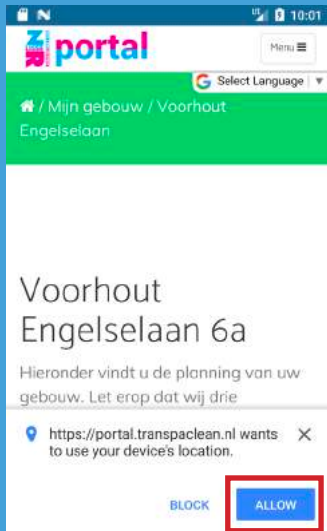 10:01
portal
Menu
Select Language
/ Mijn gebouw / Voorhout
Engelselaan
Voorhout
Engelselaan 6a
Hieronder vindt u de planning van uw
gebouw. Let erop dat wij drie
https://portal.transpaclean.nl wants
to use your device's location.
BLOCK
ALLOW